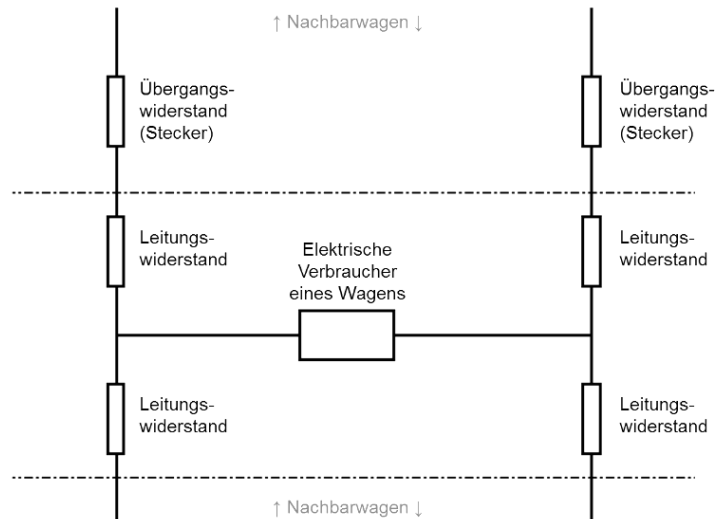 ↑ Nachbarwagen ↓
Übergangs-
widerstand
(Stecker)
Übergangs-
widerstand
(Stecker)
Leitungs-
widerstand
Elektrische
Verbraucher
eines Wagens
Leitungs-
widerstand
Leitungs-
widerstand
Leitungs-
widerstand
↑ Nachbarwagen ↓